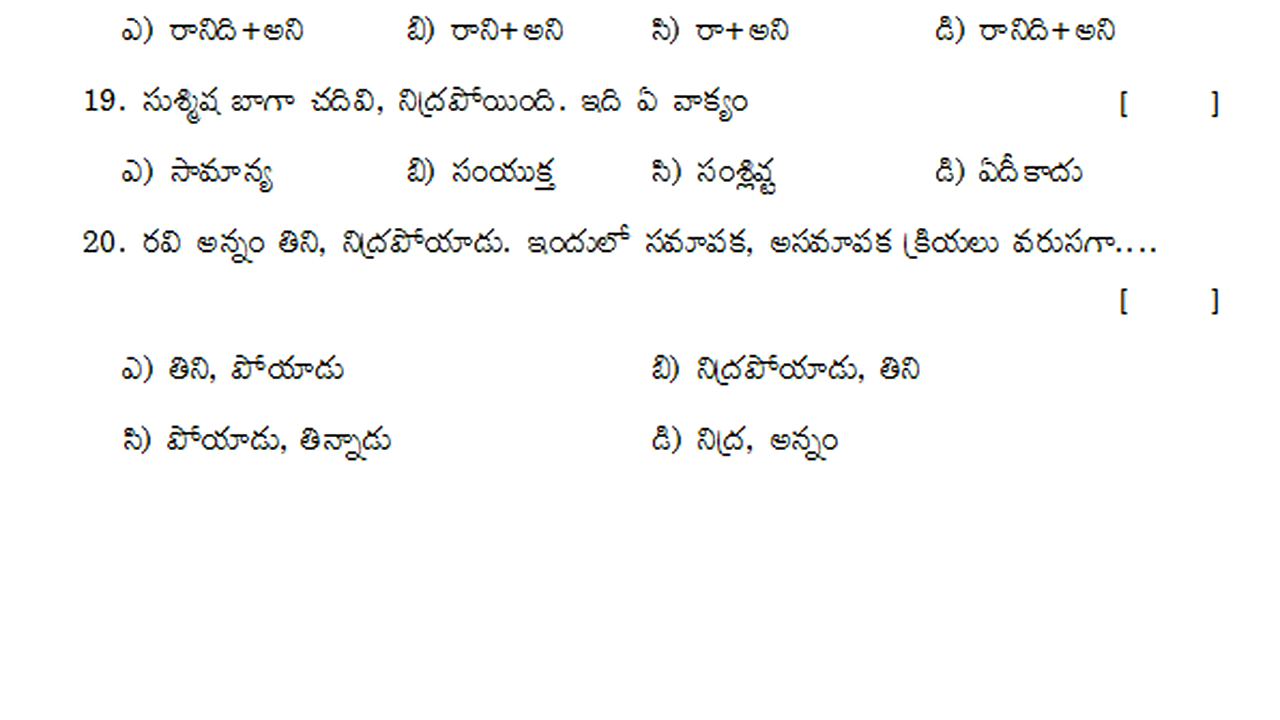 ఎ) రానిది+అని బి) రాని+అని సి) రా+అని డి) రానిది+అని
19. సుశ్మిష బాగా చదివి, నిద్రపోయింది. ఇది ఏ వాక్యం [ ]
ఎ) సామాన్య బి) సంయుక్త సి) సంశ్లిష్ట డి) ఏదీకాదు
20. రవి అన్నం తిని, నిద్రపోయాడు. ఇందులో సమాపక, అసమాపక క్రియలు వరుసగా....
[ ]
ఎ) తిని, పోయాడు బి) నిద్రపోయాడు, తిని
సి) పోయాడు, తిన్నాడు డి) నిద్ర, అన్నం